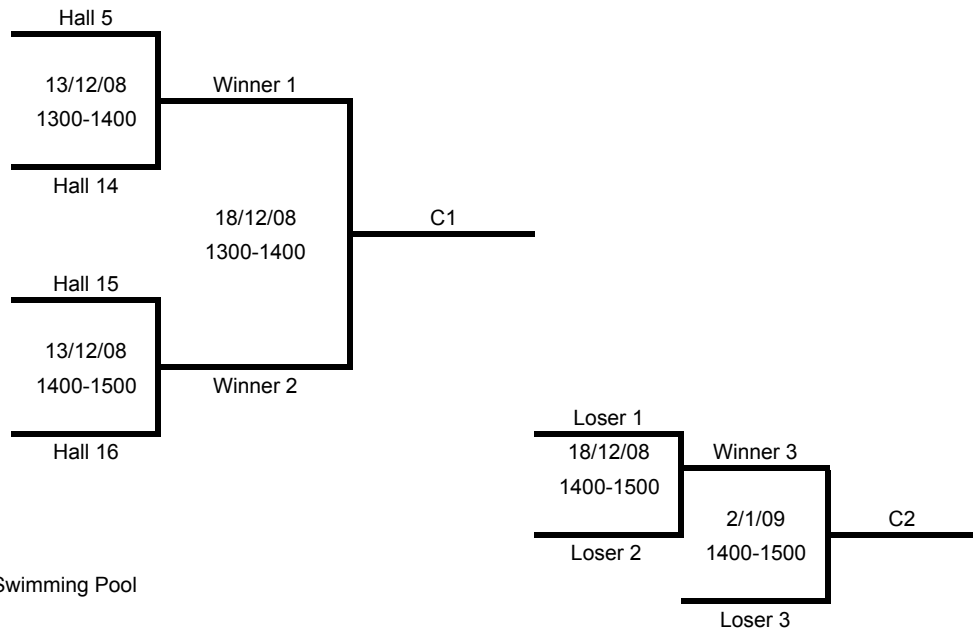 Hall 5
13/12/08
1300-1400
Hall 14
Winner 1
18/12/08
1300-1400
C1
Hall 15
13/12/08
1400-1500
Hall 16
Winner 2
Loser 1
18/12/08
1400-1500
Loser 2
Winner 3
2/1/09
1400-1500
Loser 3
C2
Swimming Pool